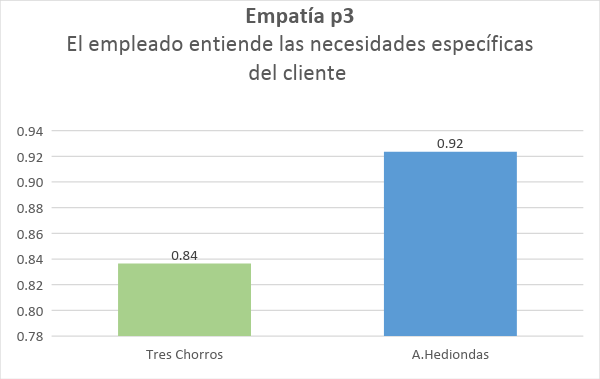 Empatía p3
El empleado entiende las necesidades específicas
del cliente
0.94
0.92
0.90
0.88
0.86
0.84
0.82
0.80
0.78
0.84
0.92
Tres Chorros
A.Hediondas